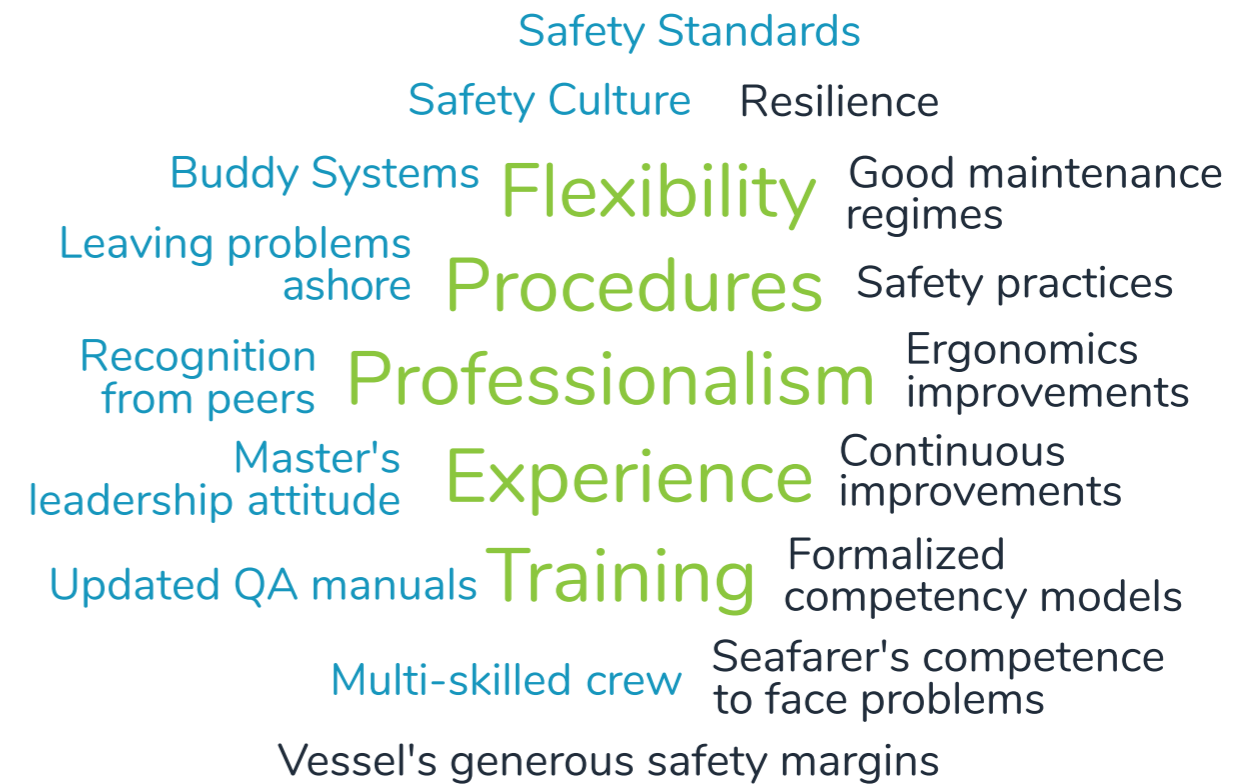 Safety Standards
Safety Culture
Resilience
Buddy Systems
Flexibility
Good maintenance
regimes
Leaving problems
ashore
Procedures
Safety practices
Recognition
from peers
Professionalism
Ergonomics
improvements
Master's
leadership attitude
Experience
Continuous
improvements
Updated QA manuals
Training
Formalized
competency models
Multi-skilled crew
Seafarer's competence
to face problems
Vessel's generous safety margins